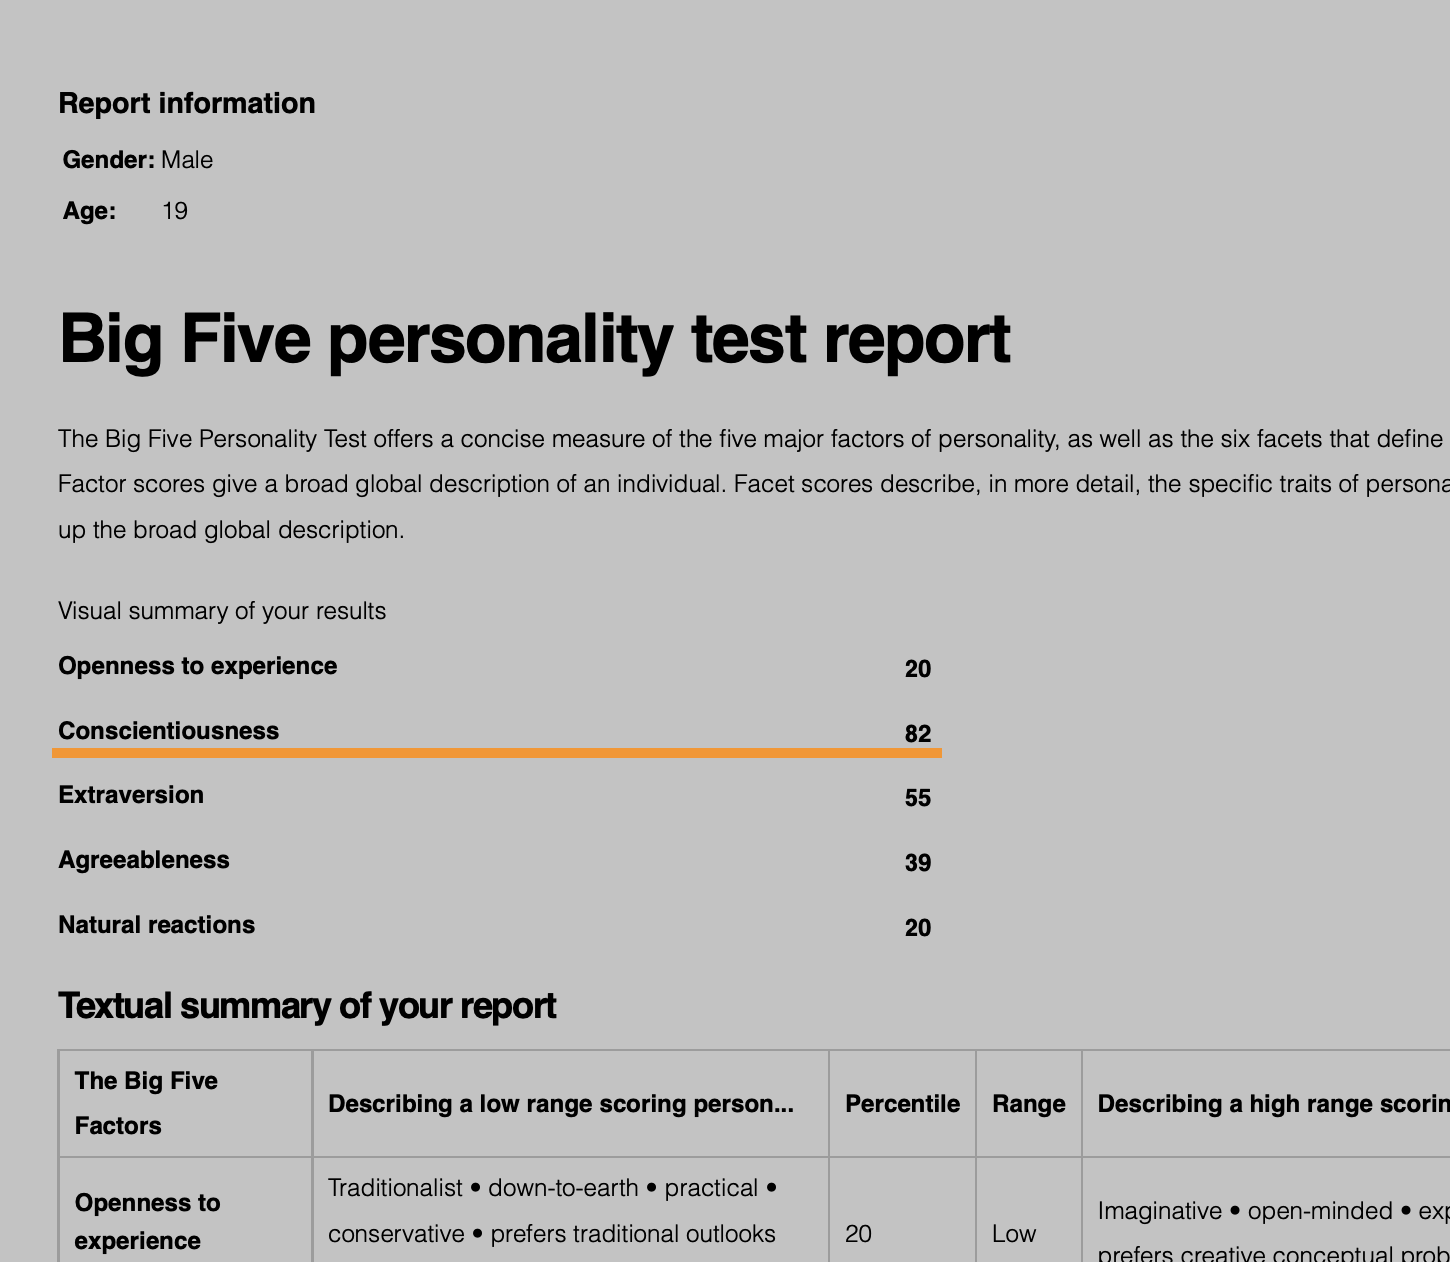 Report information
Gender: Male
Age: 19
Big Five personality test report
The Big Five Personality Test offers a concise measure of the five major factors of personality, as well as the six facets that define
Factor scores give a broad global description of an individual. Facet scores describe, in more detail, the specific traits of persona
up the broad global description.
Visual summary of your results
Openness to experience 20
Conscientiousness 82
Extraversion 55
Agreeableness 39
Natural reactions 20
Textual summary of your report
The Big Five
Factors
Describing a low range scoring person...
Percentile
Range
Describing a high range scorin
Openness to
experience
Traditionalist • down-to-earth • practical •
conservative • prefers traditional outlooks
20
Low
Imaginative • open-minded • exp
prefers creative conceptual prob